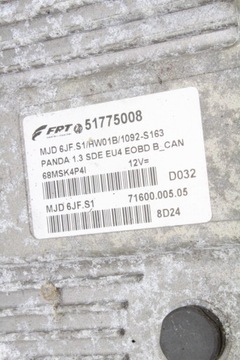 FPT 51775008
MJD 6JF.S1/HW01B/1092-S163
PANDA 1.3 SDE EU4 EOBD B_CAN
68MSK4P4I 12V=
D032
MJD 6JF.S1 71600.005.05
8D24